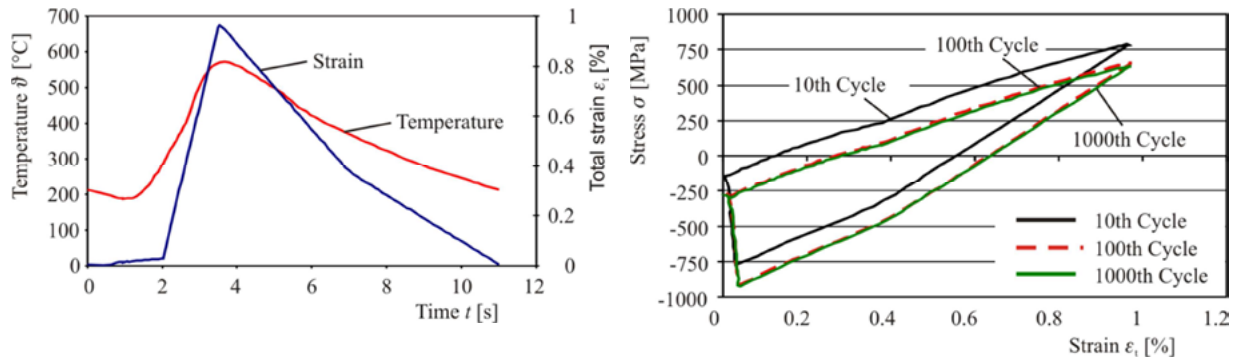 Temperature ϑ [°C]
700
600
500
400
300
200
100
0
Strain
Temperature
1
0.8
0.6
0.4
0.2
0
Total strain εt [%]
0 2 4 6 8 10 12
Time t [s]
Stress σ [MPa]
1000
750
500
250
0
-250
-500
-750
-1000
100th Cycle
10th Cycle
1000th Cycle
10th Cycle
100th Cycle
1000th Cycle
0 0.2 0.4 0.6 0.8 1 1.2
Strain εt [%]